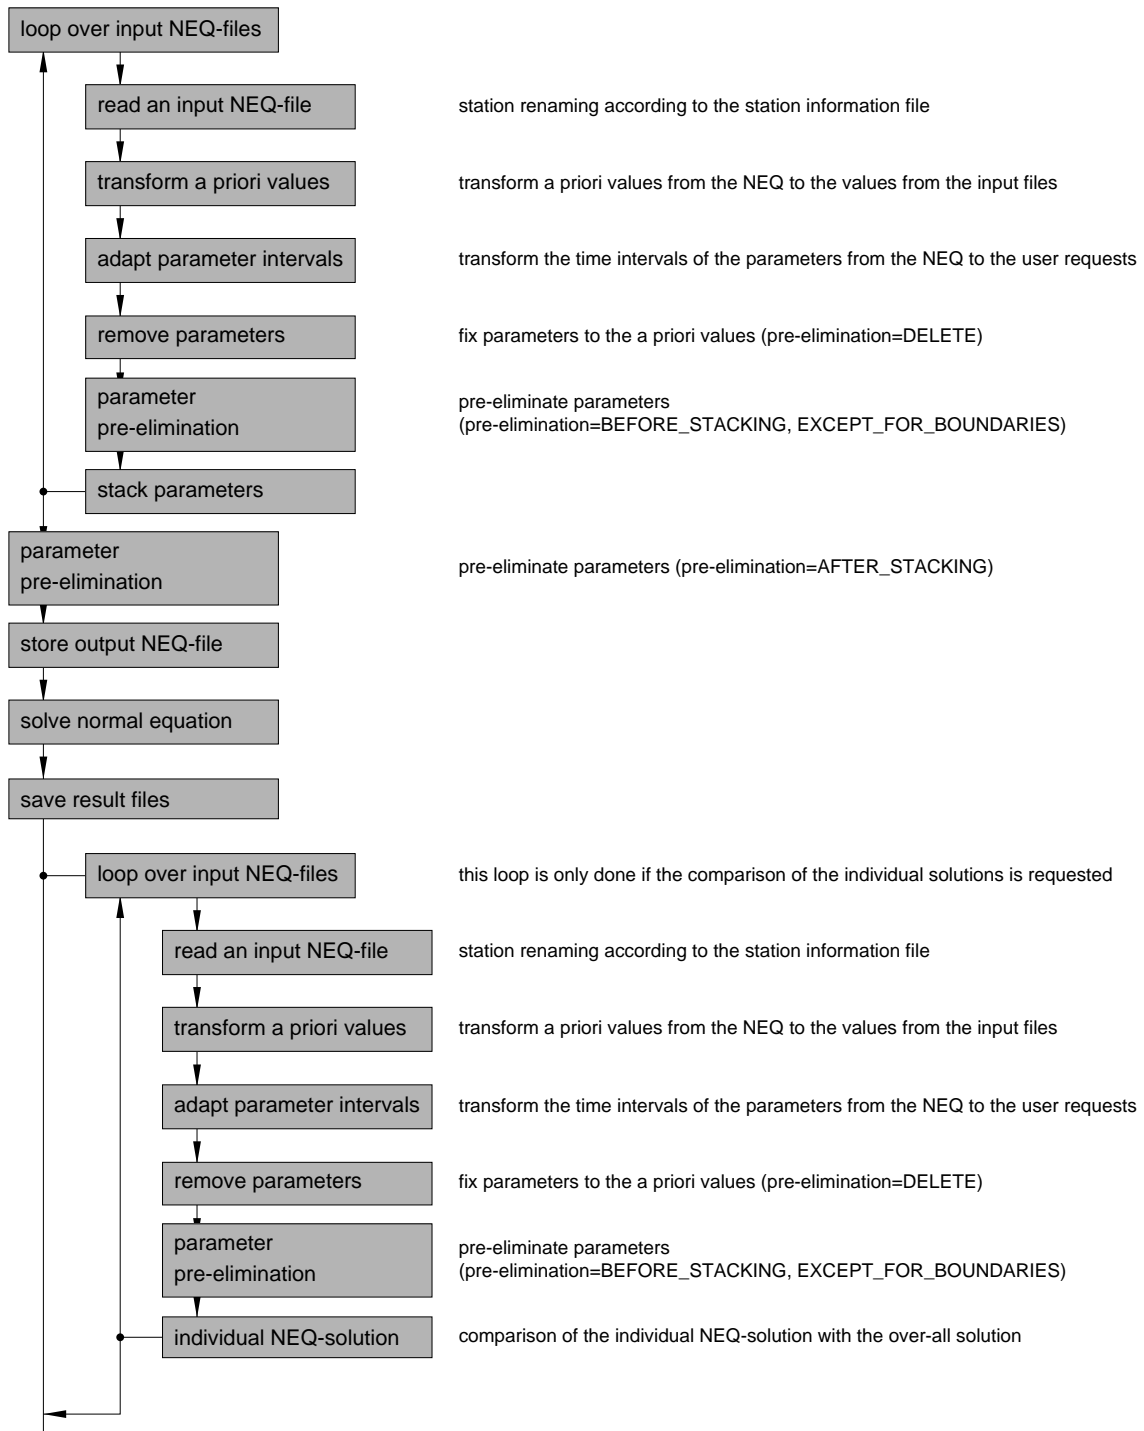 loop over input NEQ-files
read an input NEQ-file
station renaming according to the station information file
transform a priori values
transform a priori values from the NEQ to the values from the input files
adapt parameter intervals
transform the time intervals of the parameters from the NEQ to the user requests
remove parameters
fix parameters to the a priori values (pre-elimination=DELETE)
parameter
pre-elimination
pre-eliminate parameters
(pre-elimination=BEFORE_STACKING, EXCEPT_FOR_BOUNDARIES)
stack parameters
parameter
pre-elimination
pre-eliminate parameters (pre-elimination=AFTER_STACKING)
store output NEQ-file
solve normal equation
save result files
loop over input NEQ-files
this loop is only done if the comparison of the individual solutions is requested
read an input NEQ-file
station renaming according to the station information file
transform a priori values
transform a priori values from the NEQ to the values from the input files
adapt parameter intervals
transform the time intervals of the parameters from the NEQ to the user requests
remove parameters
fix parameters to the a priori values (pre-elimination=DELETE)
parameter
pre-elimination
pre-eliminate parameters
(pre-elimination=BEFORE_STACKING, EXCEPT_FOR_BOUNDARIES)
individual NEQ-solution
comparison of the individual NEQ-solution with the over-all solution